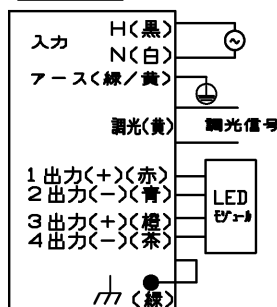 H(黒)
入力
N(白)
アース(緑/黄)
調光(黄) 調光信号
1出力(+)(赤)
2出力(−)(青)
LED
モジュール
3出力(+)(橙)
4出力(−)(茶)
(緑)